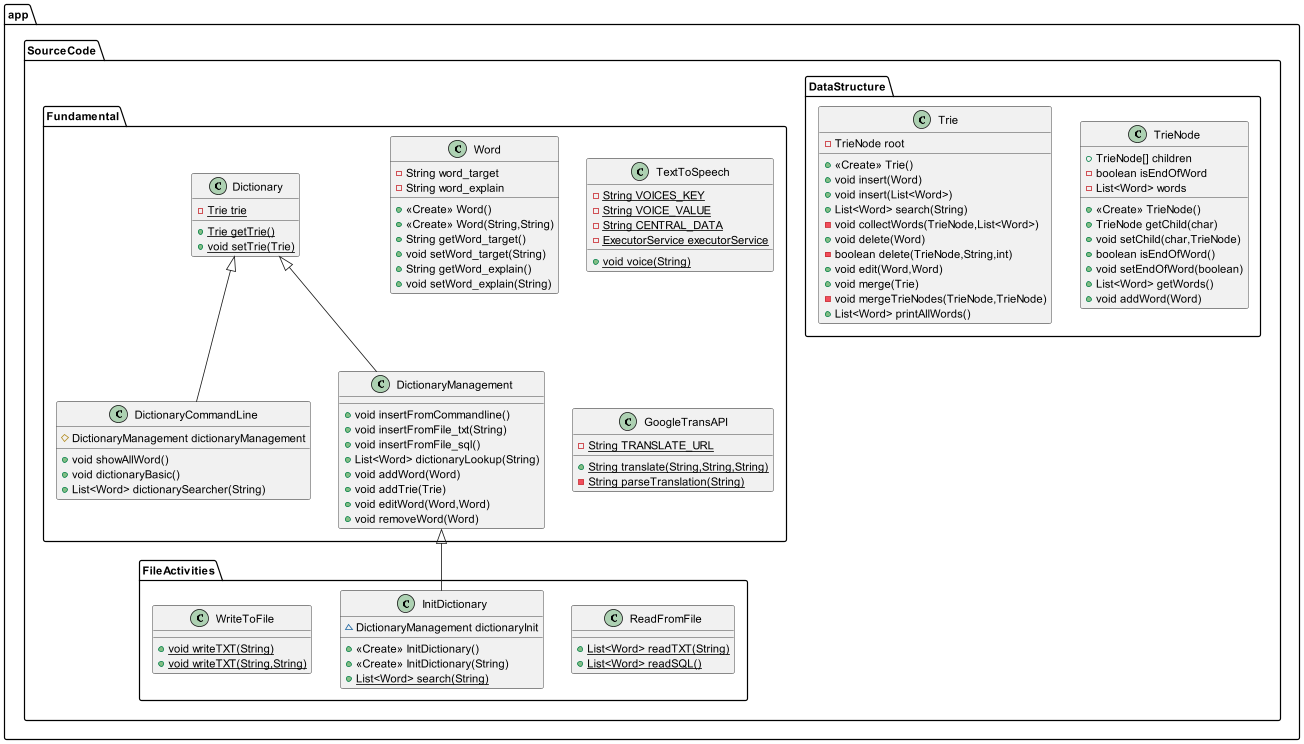 app
SourceCode
Fundamental
C Dictionary
Trie trie
Trie getTrie()
void setTrie(Trie)
C Word
String word_target
String word_explain
«Create» Word()
«Create» Word(String,String)
String getWord_target()
void setWord_target(String)
String getWord_explain()
void setWord_explain(String)
C TextToSpeech
String VOICES_KEY
String VOICE_VALUE
String CENTRAL_DATA
ExecutorService executorService
void voice(String)
C DictionaryCommandLine
DictionaryManagement dictionaryManagement
void showAllWord()
void dictionaryBasic()
List<Word> dictionarySearcher(String)
C DictionaryManagement
void insertFromCommandline()
void insertFromFile_txt(String)
void insertFromFile_sql()
List<Word> dictionaryLookup(String)
void addWord(Word)
void addTrie(Trie)
void editWord(Word,Word)
void removeWord(Word)
C GoogleTransAPI
String TRANSLATE_URL
String translate(String,String,String)
String parseTranslation(String)
DataStructure
C Trie
TrieNode root
«Create» Trie()
void insert(Word)
void insert(List<Word>)
List<Word> search(String)
void collectWords(TrieNode,List<Word>)
void delete(Word)
boolean delete(TrieNode,String,int)
void edit(Word,Word)
void merge(Trie)
void mergeTrieNodes(TrieNode,TrieNode)
List<Word> printAllWords()
C TrieNode
TrieNode[] children
boolean isEndOfWord
List<Word> words
«Create» TrieNode()
TrieNode getChild(char)
void setChild(char,TrieNode)
boolean isEndOfWord()
void setEndOfWord(boolean)
List<Word> getWords()
void addWord(Word)
FileActivities
C WriteToFile
void writeTXT(String)
void writeTXT(String,String)
C InitDictionary
DictionaryManagement dictionaryInit
«Create» InitDictionary()
«Create» InitDictionary(String)
List<Word> search(String)
C ReadFromFile
List<Word> readTXT(String)
List<Word> readSQL()